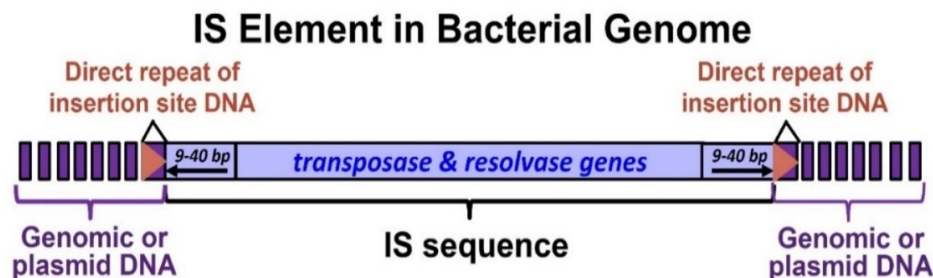 IS Element in Bacterial Genome
Direct repeat of
insertion site DNA
Direct repeat of
insertion site DNA
9-40 bp
transposase & resolvase genes
9-40 bp
Genomic or
plasmid DNA
IS sequence
Genomic or
plasmid DNA